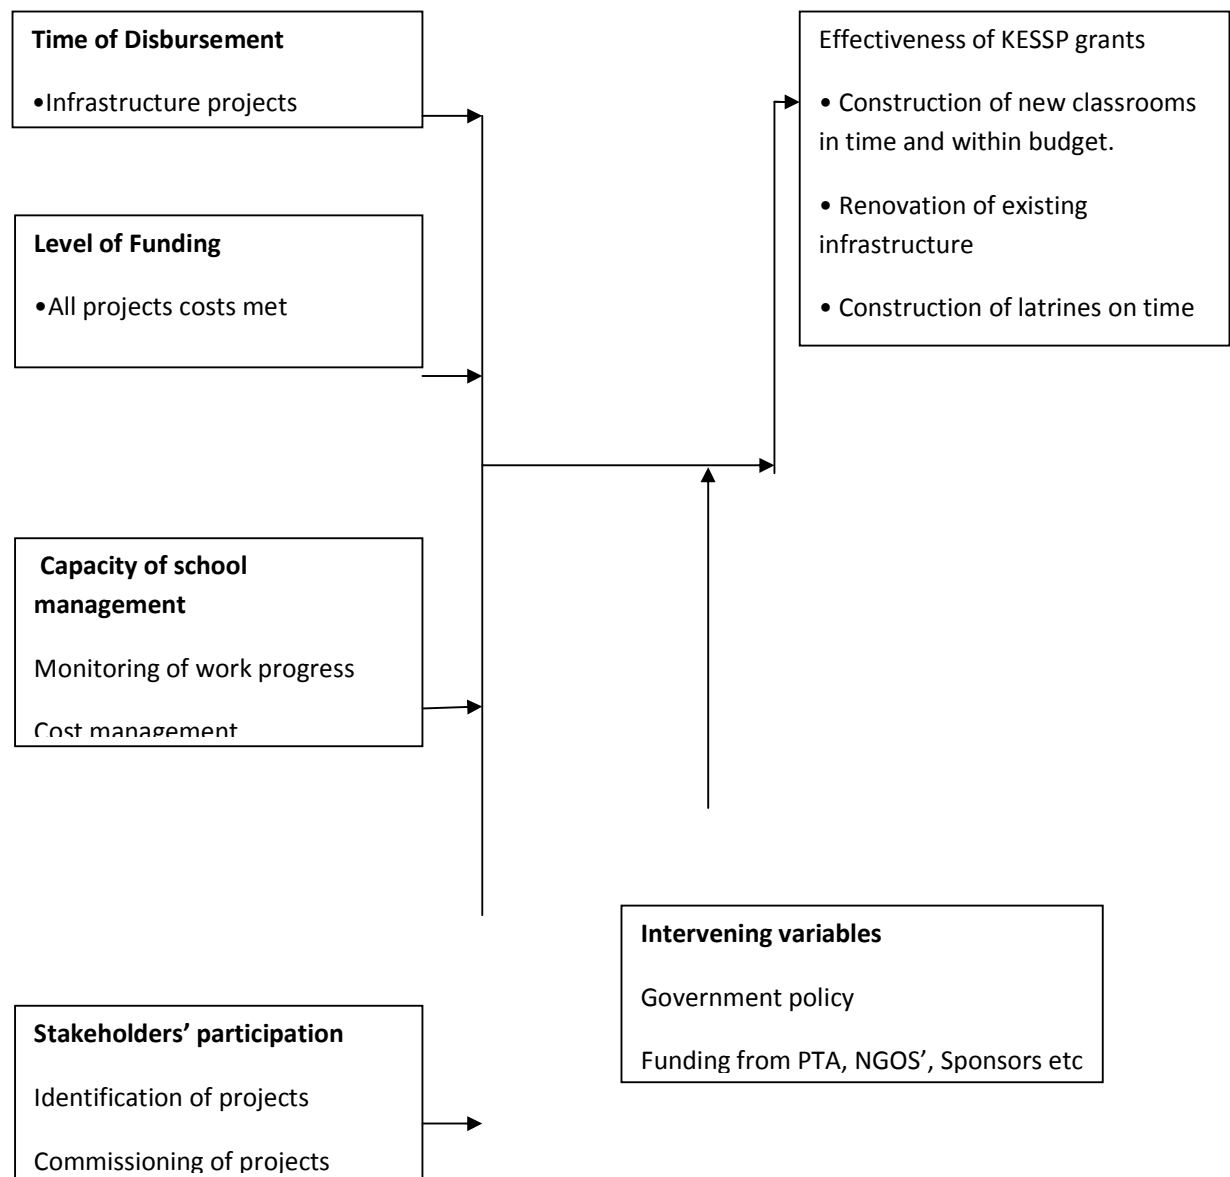 Time of Disbursement
•Infrastructure projects
Level of Funding
•All projects costs met
Capacity of school
management
Monitoring of work progress
Cost management
Stakeholders’ participation
Identification of projects
Commissioning of projects
Effectiveness of KESSP grants
• Construction of new classrooms
in time and within budget.
• Renovation of existing
infrastructure
• Construction of latrines on time
Intervening variables
Government policy
Funding from PTA, NGOS’, Sponsors etc